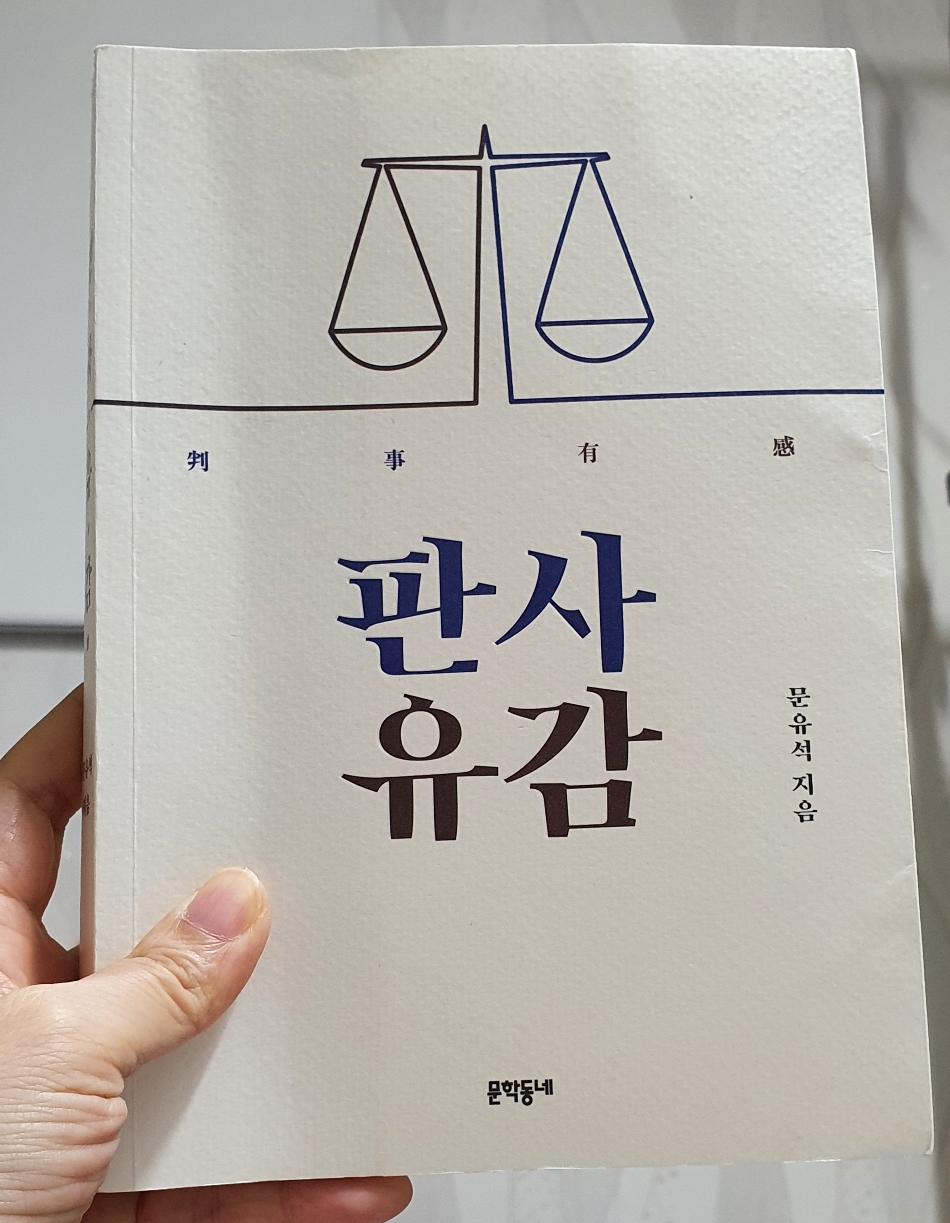 判 事 有 感
판사
유감
문유석 지음
문학동네